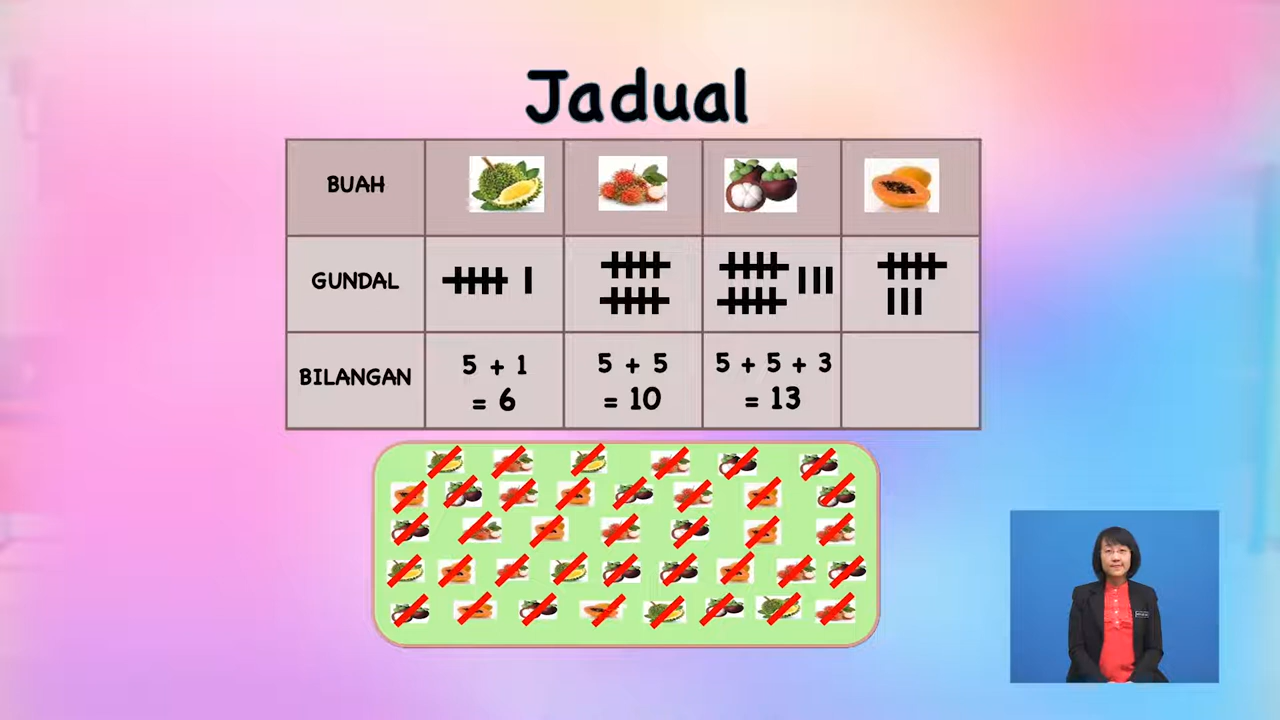 Jadual
BUAH
GUNDAL
BILANGAN
5 + 1
= 6
5 + 5
= 10
5 + 5 + 3
= 13